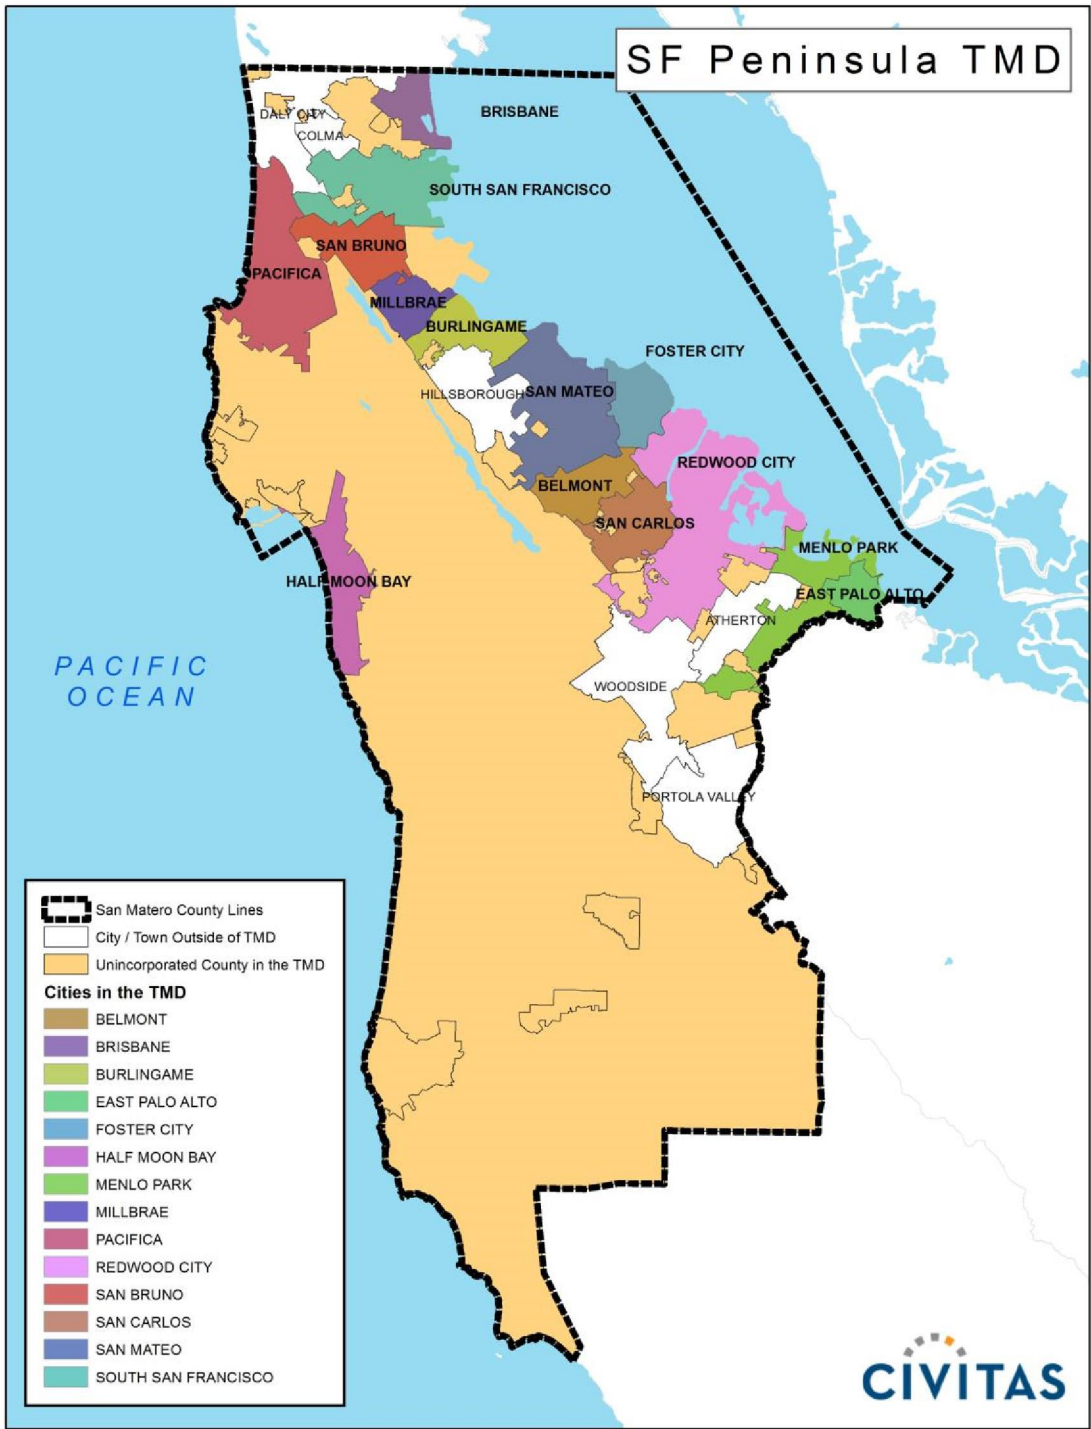 SF Peninsula TMD
BRISBANE
DALY CITY
COLMA
SOUTH SAN FRANCISCO
SAN BRUNO
PACIFICA
MILLBRAE
BURLINGAME
FOSTER CITY
HILLSBOROUGH
SAN MATEO
REDWOOD CITY
BELMONT
SAN CARLOS
MENLO PARK
HALF MOON BAY
EAST PALO ALTO
ATHERTON
PACIFIC
OCEAN
WOODSIDE
PORTOLA VALLEY
San Matero County Lines
City / Town Outside of TMD
Unincorporated County in the TMD
Cities in the TMD
BELMONT
BRISBANE
BURLINGAME
EAST PALO ALTO
FOSTER CITY
HALF MOON BAY
MENLO PARK
MILLBRAE
PACIFICA
REDWOOD CITY
SAN BRUNO
SAN CARLOS
SAN MATEO
SOUTH SAN FRANCISCO
CIVITAS